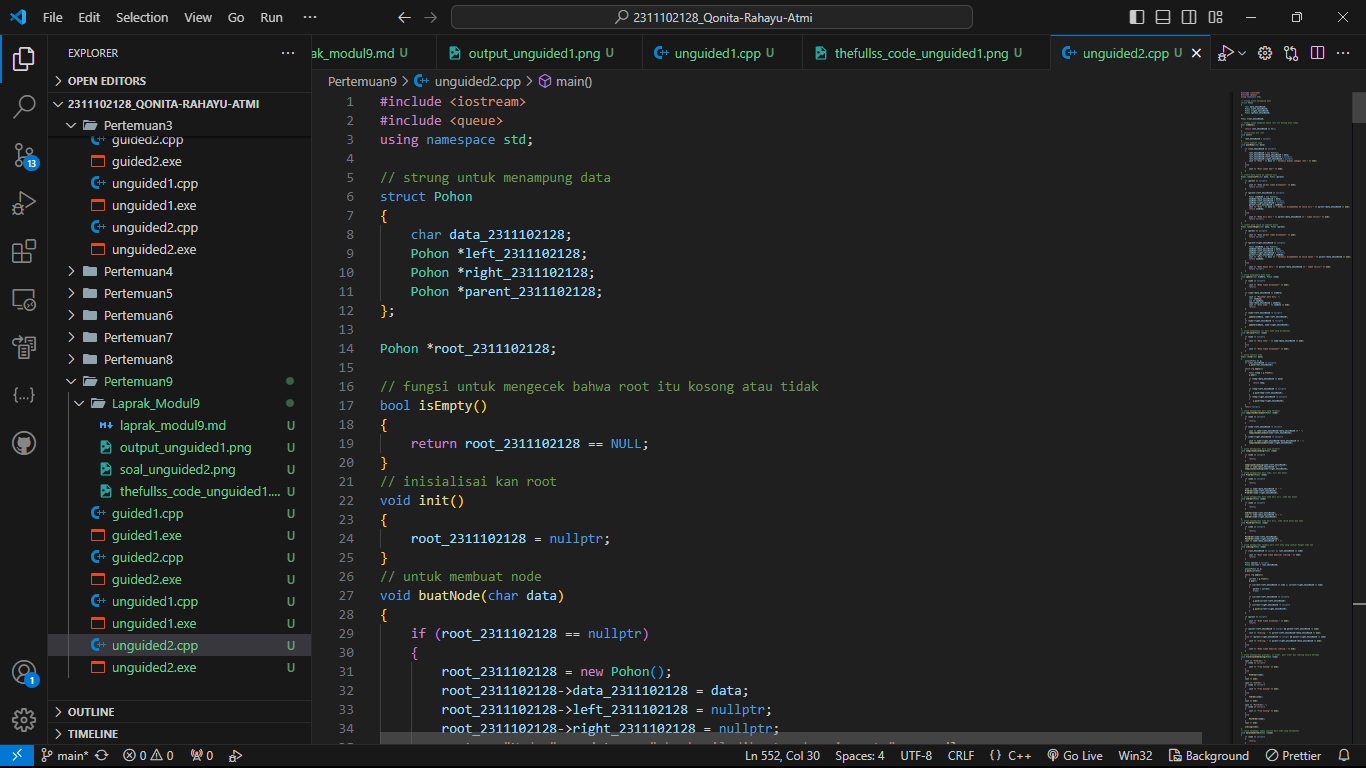 File Edit Selection View Go Run ··· 2311102128_Qonita-Rahayu-Atmi
EXPLORER ···
ak_modul9.md U output_unguided1.png U unguided1.cpp U thefullss_code_unguided1.png U unguided2.cpp U
OPEN EDITORS
2311102128_QONITA-RAHAYU-ATMI
Pertemuan3
guided2.cpp
guided2.exe
unguided1.cpp
unguided1.exe
unguided2.cpp
unguided2.exe
Pertemuan4
Pertemuan5
Pertemuan6
Pertemuan7
Pertemuan8
Pertemuan9
Laprak_Modul9
laprak_modul9.md U
output_unguided1.png U
soal_unguided2.png U
thefullss_code_unguided1.... U
guided1.cpp U
guided1.exe U
guided2.cpp U
guided2.exe U
unguided1.cpp U
unguided1.exe U
unguided2.cpp U
unguided2.exe U
OUTLINE
TIMELINE
13
1
Pertemuan9 > unguided2.cpp > main()
1 #include <iostream>
2 #include <queue>
3 using namespace std;
4
5 // strung untuk menampung data
6 struct Pohon
7 {
8 char data_2311102128;
9 Pohon *left_2311102128;
10 Pohon *right_2311102128;
11 Pohon *parent_2311102128;
12 };
13
14 Pohon *root_2311102128;
15
16 // fungsi untuk mengecek bahwa root itu kosong atau tidak
17 bool isEmpty()
18 {
19 return root_2311102128 == NULL;
20 }
21 // inisialisai kan root
22 void init()
23 {
24 root_2311102128 = nullptr;
25 }
26 // untuk membuat node
27 void buatNode(char data)
28 {
29 if (root_2311102128 == nullptr)
30 {
31 root_2311102128 = new Pohon();
32 root_2311102128->data_2311102128 = data;
33 root_2311102128->left_2311102128 = nullptr;
34 root_2311102128->right_2311102128 = nullptr;
main* 0 0 0 Ln 552, Col 30 Spaces: 4 UTF-8 CRLF {} C++ Go Live Win32 Background Prettier